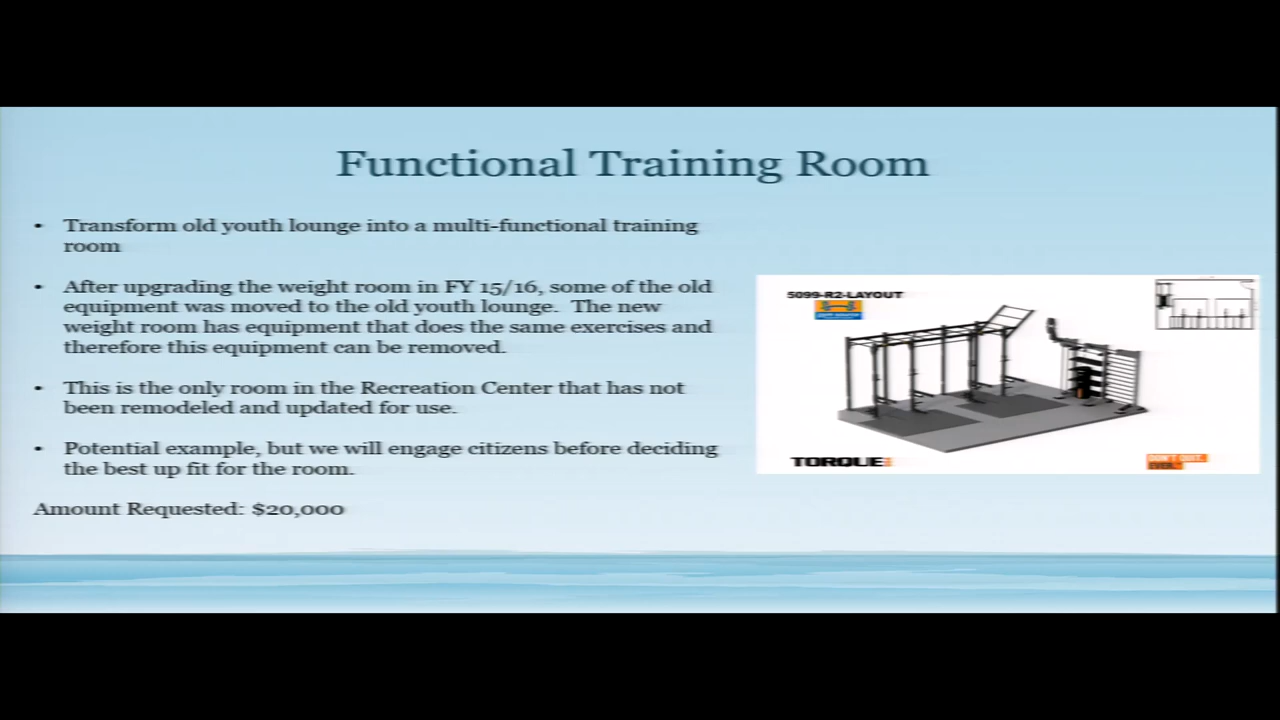 Functional Training Room
• Transform old youth lounge into a multi-functional training
room
• After upgrading the weight room in FY 15/16, some of the old
equipment was moved to the old youth lounge. The new
weight room has equipment that does the same exercises and
therefore this equipment can be removed.
• This is the only room in the Recreation Center that has not
been remodeled and updated for use.
• Potential example, but we will engage citizens before deciding
the best up fit for the room.
Amount Requested: $20,000
5099-R2-LAYOUT
TORQUE
DON'T QUIT.
EVER.